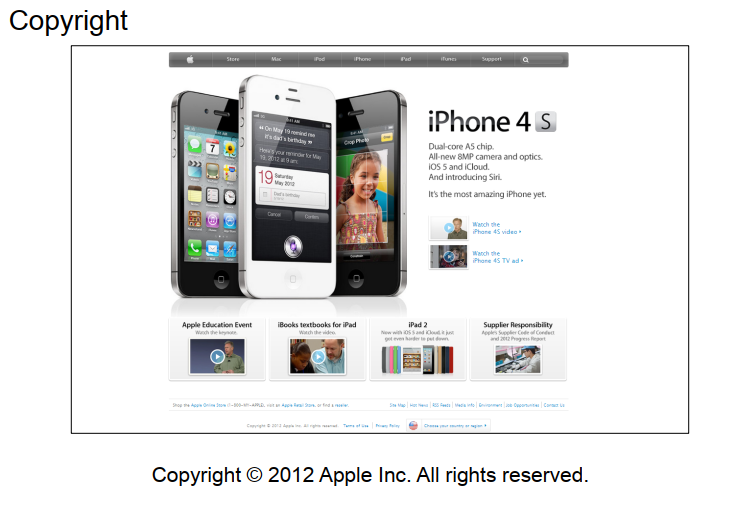 Copyright
Store Mac iPod iPhone iPad iTunes Support
iPhone 4 S
Dual-core A5 chip.
All-new 8MP camera and optics.
iOS 5 and iCloud.
And introducing Siri.
It's the most amazing iPhone yet.
Watch the
iPhone 4S video
Watch the
iPhone 4S TV ad
“ On May 19 remind me
it's dad's birthday ”
Here's your reminder for May
19, 2012 at 9 am:
19 Saturday
May 2012
Dad's birthday
Cancel Confirm
Crop Photo
Apple Education Event
Watch the keynote.
iBooks textbooks for iPad
Watch the video.
iPad 2
Now with iOS 5 and iCloud, it just
got even harder to put down.
Supplier Responsibility
Apple's Supplier Code of Conduct
and 2012 Progress Report.
Shop the Apple Online Store (1-800-MY-APPLE), visit an Apple Retail Store, or find a reseller.
Site Map | Hot News | RSS Feeds | Media Info | Environment | Job Opportunities | Contact Us
Copyright © 2012 Apple Inc. All rights reserved. Terms of Use | Privacy Policy Choose your country or region
Copyright © 2012 Apple Inc. All rights reserved.